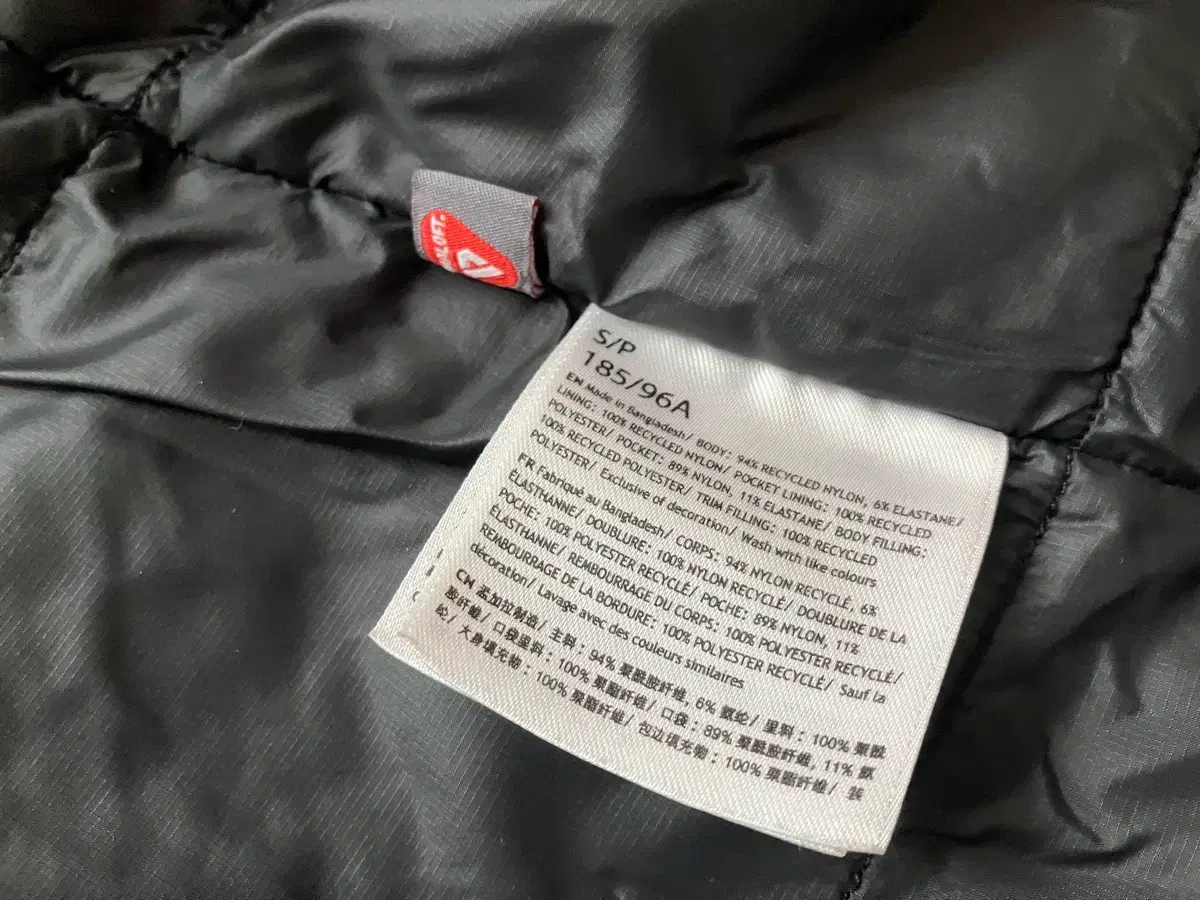 ALOFT.
S/P
185/96A
EN Made in Bangladesh/ BODY: 94% RECYCLED NYLON, 6% ELASTANE/
LINING: 100% RECYCLED NYLON/ POCKET LINING: 100% RECYCLED
POLYESTER/ POCKET: 89% NYLON, 11% ELASTANE/ BODY FILLING:
100% RECYCLED POLYESTER/ TRIM FILLING: 100% RECYCLED
POLYESTER/ Exclusive of decoration/ Wash with like colours
FR Fabriqué au Bangladesh/ CORPS: 94% NYLON RECYCLÉ, 6%
ÉLASTHANNE/ DOUBLURE: 100% NYLON RECYCLÉ/ DOUBLURE DE LA
POCHE: 100% POLYESTER RECYCLÉ/ POCHE: 89% NYLON, 11%
ÉLASTHANNE/ REMBOURRAGE DU CORPS: 100% POLYESTER RECYCLÉ/
REMBOURRAGE DE LA BORDURE: 100% POLYESTER RECYCLÉ/ Sauf la
décoration/ Lavage avec des couleurs similaires
CN 孟加拉制造/ 主料: 94% 聚酰胺纤维, 6% 氨纶/ 里料: 100% 聚酰
胺纤维/ 口袋里料: 100% 聚酯纤维/ 口袋: 89% 聚酰胺纤维, 11% 氨
纶/ 大身填充物: 100% 聚酯纤维/ 包边填充物: 100% 聚酯纤维/ 装